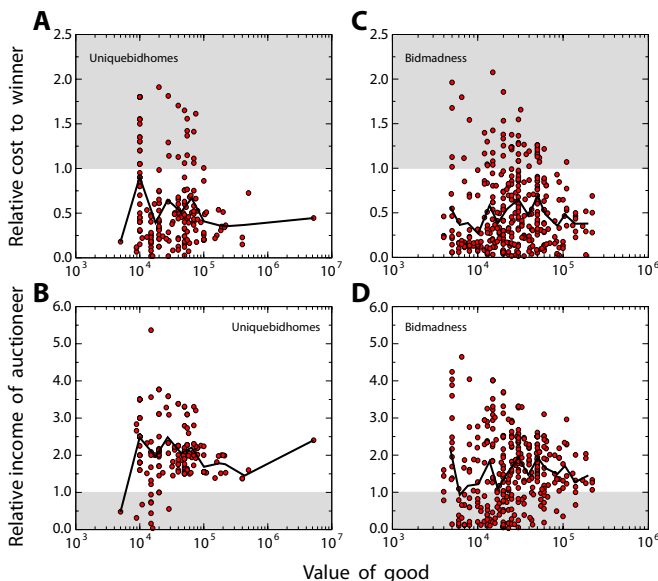 A
C
Relative cost to winner
2.5
2.0
1.5
1.0
0.5
0.0
Uniquebidhomes
10³ 10⁴ 10⁵ 10⁶ 10⁷
2.5
2.0
1.5
1.0
0.5
0.0
Bidmadness
10³ 10⁴ 10⁵ 10⁶
B
D
Relative income of auctioneer
6.0
5.0
4.0
3.0
2.0
1.0
0.0
Uniquebidhomes
10³ 10⁴ 10⁵ 10⁶ 10⁷
6.0
5.0
4.0
3.0
2.0
1.0
0.0
Bidmadness
10³ 10⁴ 10⁵ 10⁶
Value of good